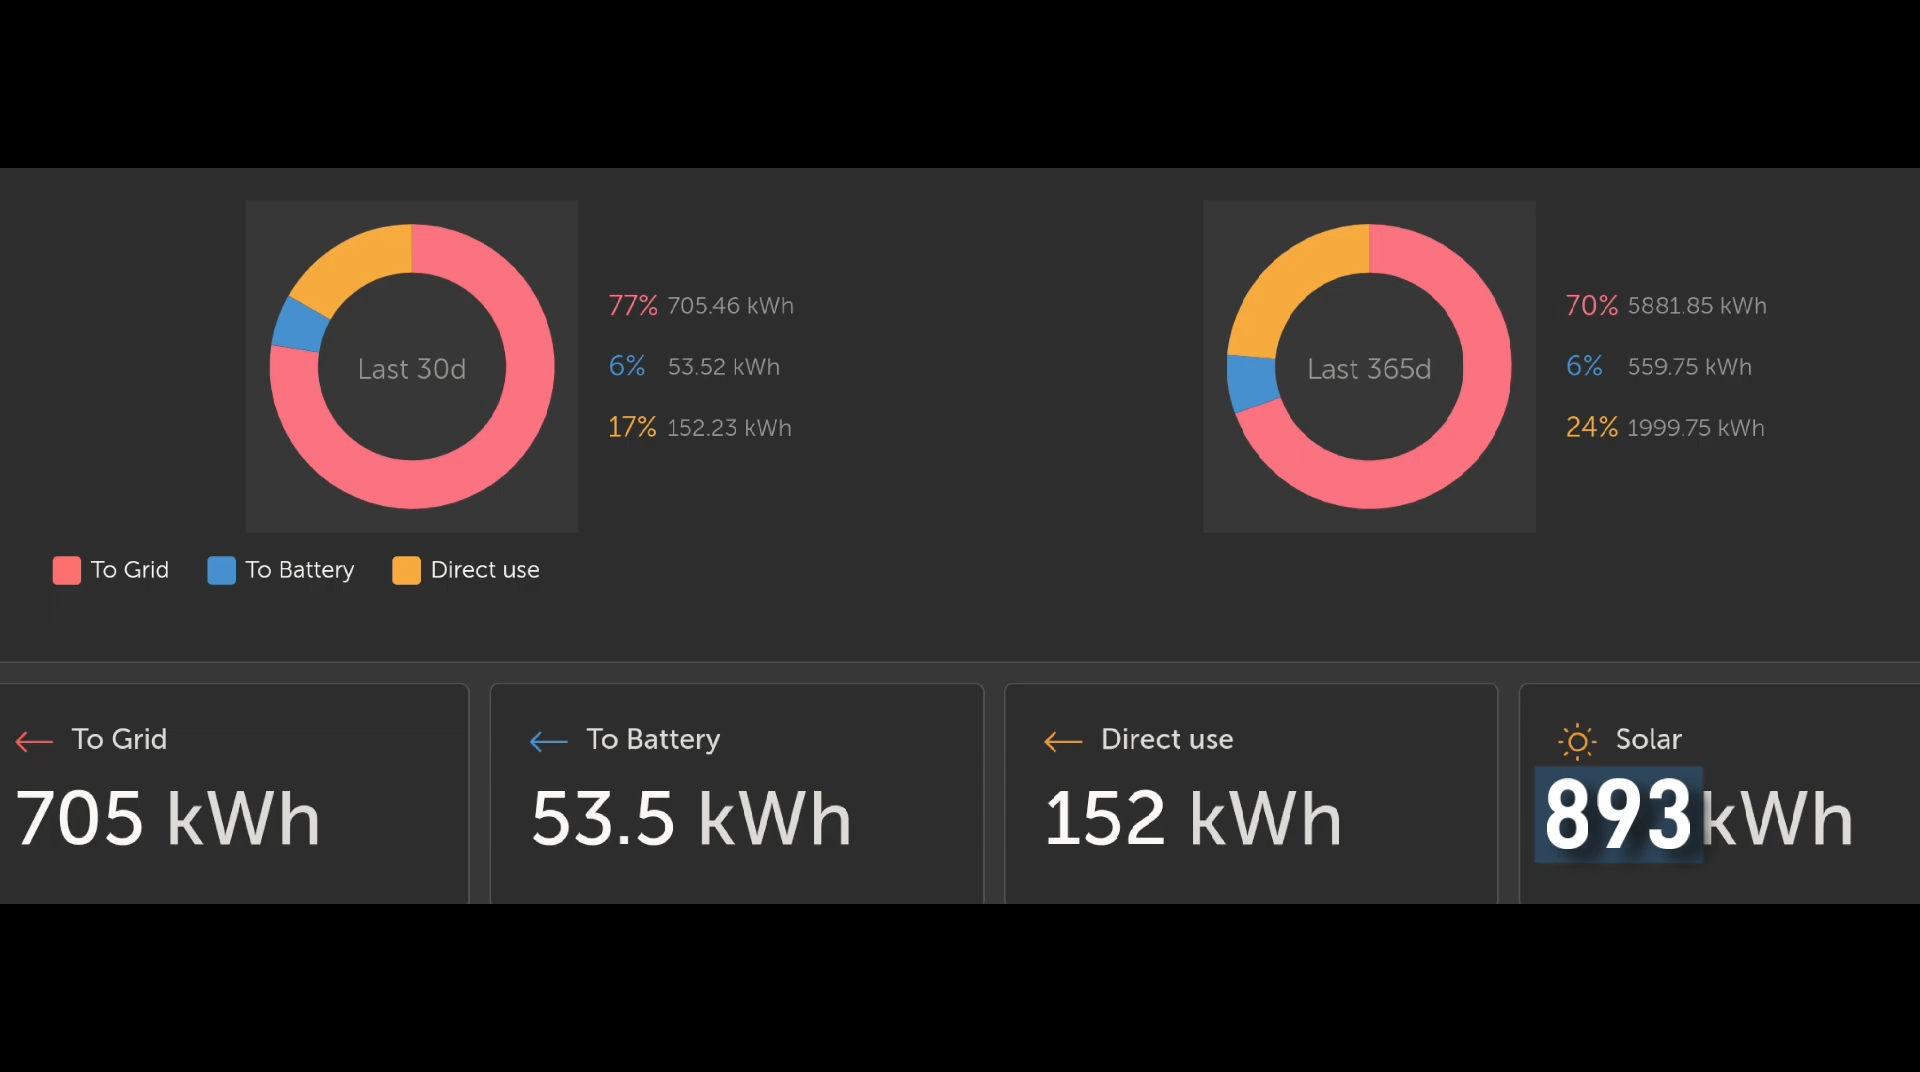 Last 30d
77% 705.46 kWh
6% 53.52 kWh
17% 152.23 kWh
Last 365d
70% 5881.85 kWh
6% 559.75 kWh
24% 1999.75 kWh
To Grid To Battery Direct use
To Grid
705 kWh
To Battery
53.5 kWh
Direct use
152 kWh
Solar
893 kWh